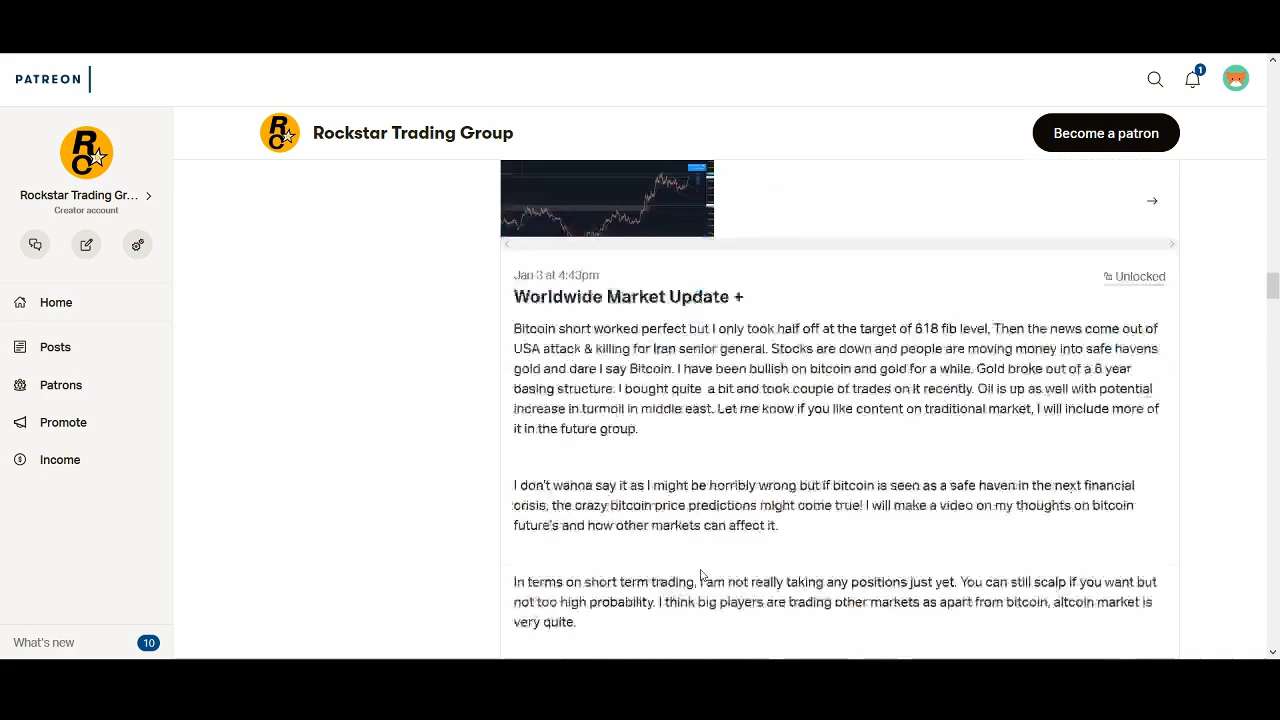 PATREON
1
Rockstar Trading Group
Become a patron
Rockstar Trading Gr...
Creator account
Home
Posts
Patrons
Promote
Income
What's new
10
Jan 3 at 4:43pm
Unlocked
Worldwide Market Update +
Bitcoin short worked perfect but I only took half off at the target of 618 fib level, Then the news come out of
USA attack & killing for Iran senior general. Stocks are down and people are moving money into safe havens
gold and dare I say Bitcoin. I have been bullish on bitcoin and gold for a while. Gold broke out of a 6 year
basing structure. I bought quite a bit and took couple of trades on it recently. Oil is up as well with potential
increase in turmoil in middle east. Let me know if you like content on traditional market, I will include more of
it in the future group.
I don't wanna say it as I might be horribly wrong but if bitcoin is seen as a safe haven in the next financial
crisis, the crazy Bitcoin price predictions might come true! I will make a video on my thoughts on bitcoin
future's and how other markets can affect it.
In terms on short term trading, I am not really taking any positions just yet. You can still scalp if you want but
not too high probability. I think big players are trading other markets as apart from bitcoin, altcoin market is
very quite.